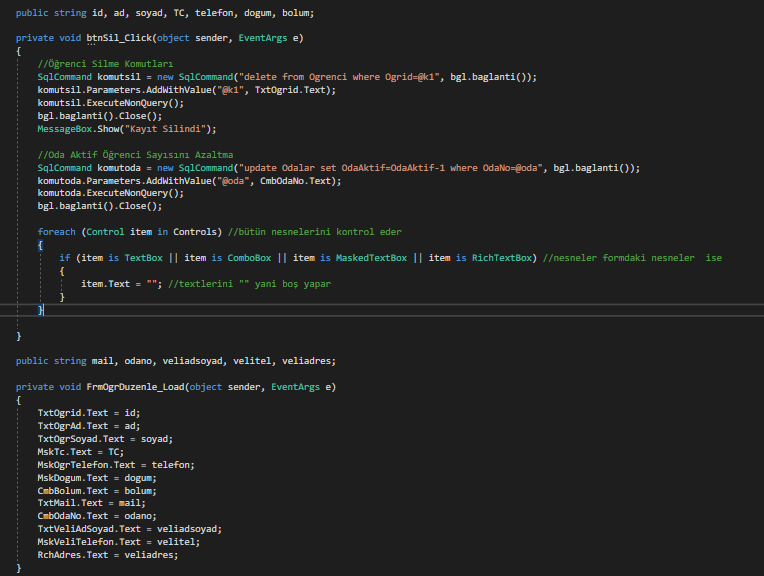 public string id, ad, soyad, TC, telefon, dogum, bolum;
private void btnSil_Click(object sender, EventArgs e)
{
//Öğrenci Silme Komutları
SqlCommand komutsil = new SqlCommand("delete from Ogrenci where Ogrid=@k1", bgl.baglanti());
komutsil.Parameters.AddWithValue("@k1", TxtOgrid.Text);
komutsil.ExecuteNonQuery();
bgl.baglanti().Close();
MessageBox.Show("Kayıt Silindi");
//Oda Aktif Öğrenci Sayısını Azaltma
SqlCommand komutoda = new SqlCommand("update Odalar set OdaAktif=OdaAktif-1 where OdaNo=@oda", bgl.baglanti());
komutoda.Parameters.AddWithValue("@oda", CmbOdaNo.Text);
komutoda.ExecuteNonQuery();
bgl.baglanti().Close();
foreach (Control item in Controls) //bütün nesnelerini kontrol eder
{
if (item is TextBox || item is ComboBox || item is MaskedTextBox || item is RichTextBox) //nesneler formdaki nesneler  ise
{
item.Text = ""; //textlerini "" yani boş yapar
}
}
}
public string mail, odano, veliadsoyad, velitel, veliadres;
private void FrmOgrDuzenle_Load(object sender, EventArgs e)
{
TxtOgrid.Text = id;
TxtOgrAd.Text = ad;
TxtOgrSoyad.Text = soyad;
MskTc.Text = TC;
MskOgrTelefon.Text = telefon;
MskDogum.Text = dogum;
CmbBolum.Text = bolum;
TxtMail.Text = mail;
CmbOdaNo.Text = odano;
TxtVeliAdSoyad.Text = veliadsoyad;
MskVeliTelefon.Text = velitel;
RchAdres.Text = veliadres;
}